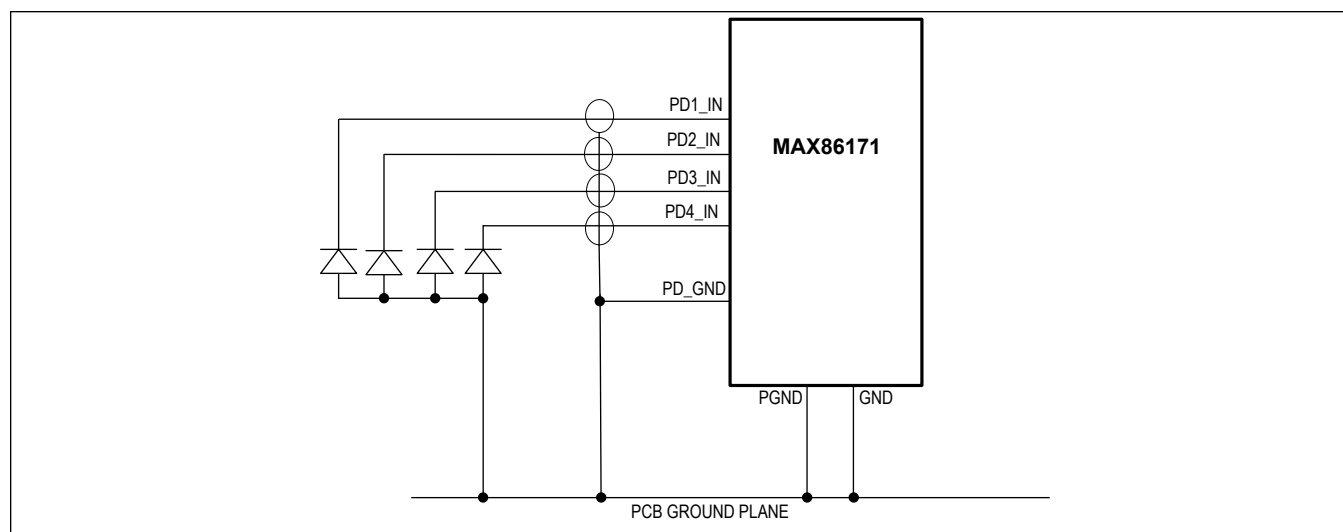 PD1_IN
MAX86171
PD2_IN
PD3_IN
PD4_IN
PD_GND
PGND
GND
PCB GROUND PLANE